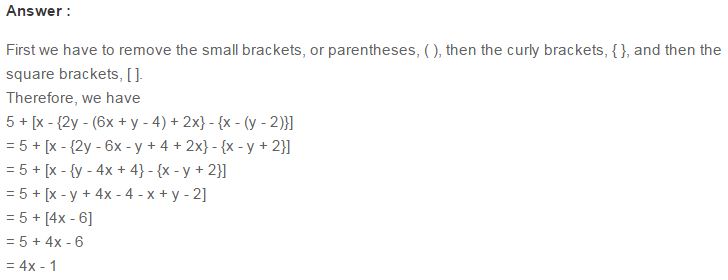 Answer :
First we have to remove the small brackets, or parentheses, ( ), then the curly brackets, { }, and then the
square brackets, [ ].
Therefore, we have
5 + [x - {2y - (6x + y - 4) + 2x} - {x - (y - 2)}]
= 5 + [x - {2y - 6x - y + 4 + 2x} - {x - y + 2}]
= 5 + [x - {y - 4x + 4} - {x - y + 2}]
= 5 + [x - y + 4x - 4 - x + y - 2]
= 5 + [4x - 6]
= 5 + 4x - 6
= 4x - 1